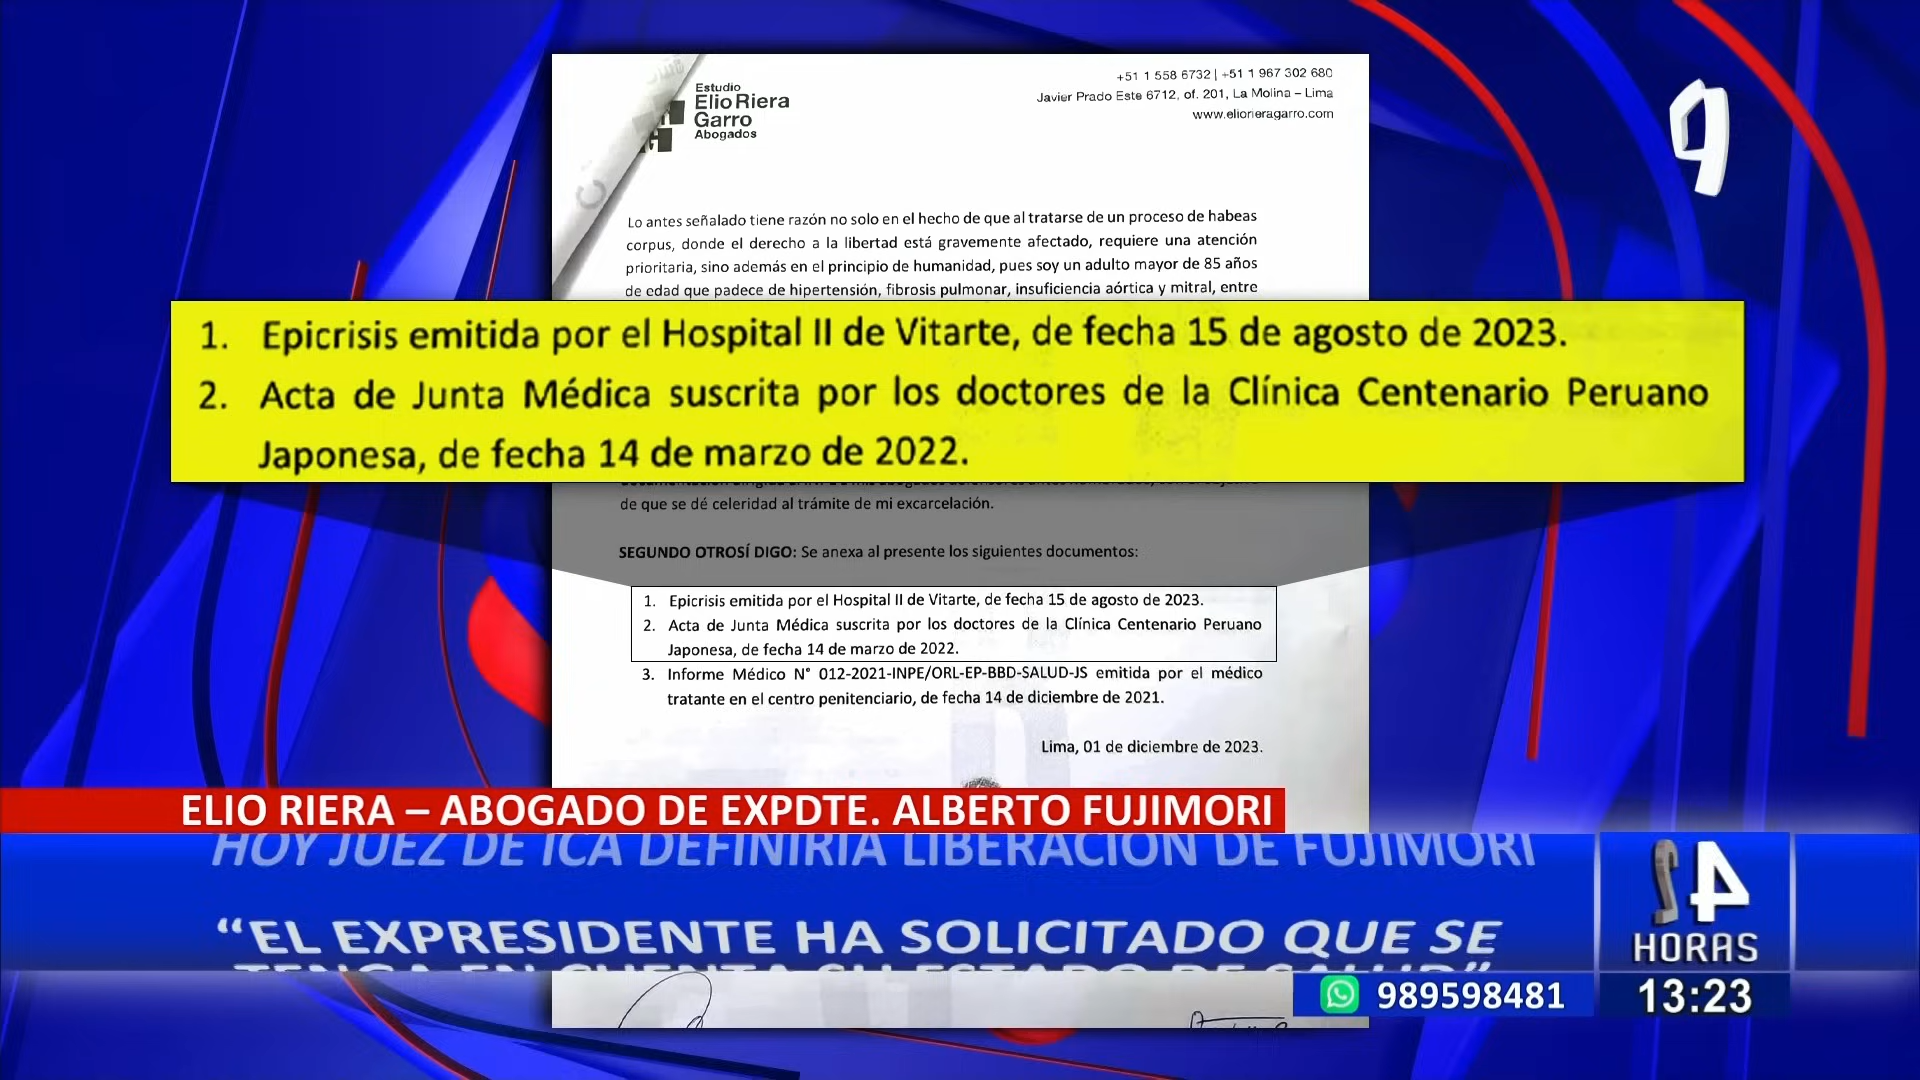 Estudio
Elio Riera
Garro
Abogados
+51 1 558 6732 | +51 1 967 302 680
Javier Prado Este 6712, of. 201, La Molina – Lima
www.eliorieragarro.com
Lo antes señalado tiene razón no solo en el hecho de que al tratarse de un proceso de habeas
corpus, donde el derecho a la libertad está gravemente afectado, requiere una atención
prioritaria, sino además en el principio de humanidad, pues soy un adulto mayor de 85 años
de edad que padece de hipertensión, fibrosis pulmonar, insuficiencia aórtica y mitral, entre
1. Epicrisis emitida por el Hospital II de Vitarte, de fecha 15 de agosto de 2023.
2. Acta de Junta Médica suscrita por los doctores de la Clínica Centenario Peruano
Japonesa, de fecha 14 de marzo de 2022.
de que se dé celeridad al trámite de mi excarcelación.
SEGUNDO OTROSÍ DIGO: Se anexa al presente los siguientes documentos:
1. Epicrisis emitida por el Hospital II de Vitarte, de fecha 15 de agosto de 2023.
2. Acta de Junta Médica suscrita por los doctores de la Clínica Centenario Peruano
Japonesa, de fecha 14 de marzo de 2022.
3. Informe Médico N° 012-2021-INPE/ORL-EP-BBD-SALUD-JS emitida por el médico
tratante en el centro penitenciario, de fecha 14 de diciembre de 2021.
Lima, 01 de diciembre de 2023.
ELIO RIERA – ABOGADO DE EXPDTE. ALBERTO FUJIMORI
HOY JUEZ DE ICA DEFINIRÍA LIBERACIÓN DE FUJIMORI
“EL EXPRESIDENTE HA SOLICITADO QUE SE
TENGA EN CUENTA SU ESTADO DE SALUD”
24
HORAS
989598481
13:23